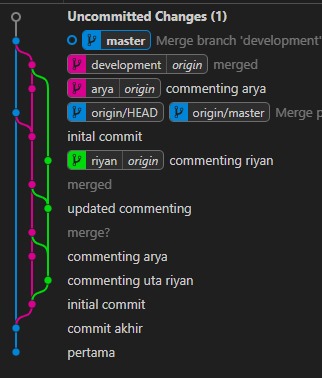 Uncommitted Changes (1)
master Merge branch 'development'
development origin merged
arya origin commenting arya
origin/HEAD origin/master Merge p
inital commit
riyan origin commenting riyan
merged
updated commenting
merge?
commenting arya
commenting uta riyan
initial commit
commit akhir
pertama